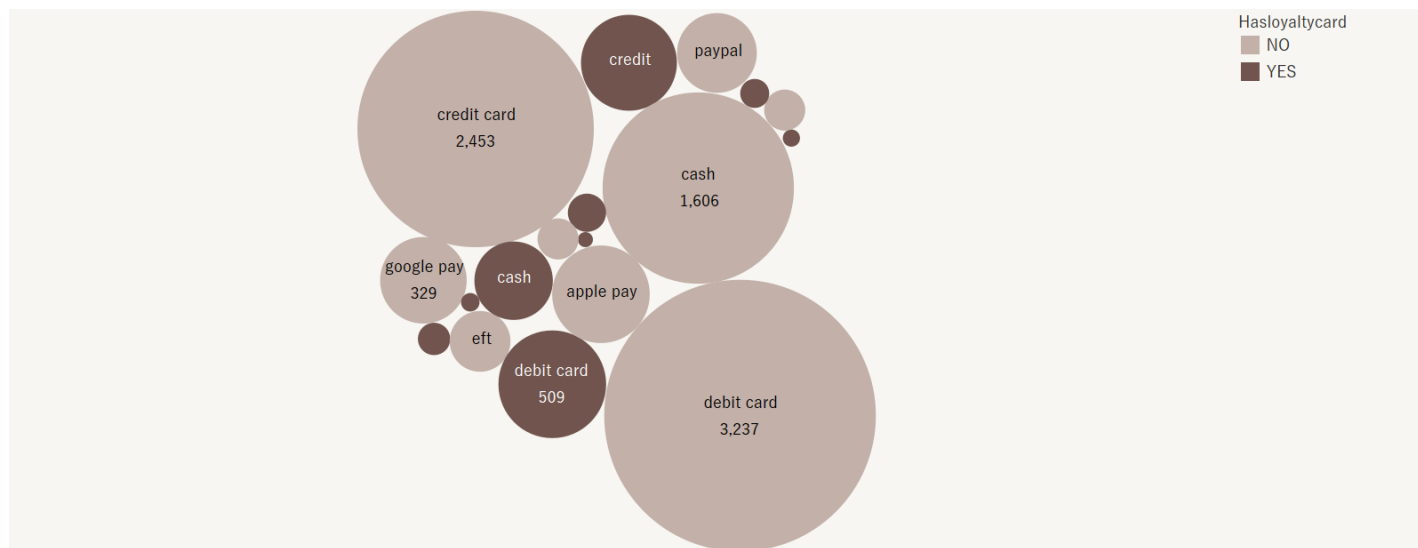 Hasloyaltycard
NO
YES
credit card
2,453
credit
paypal
cash
1,606
google pay
329
cash
apple pay
eft
debit card
509
debit card
3,237